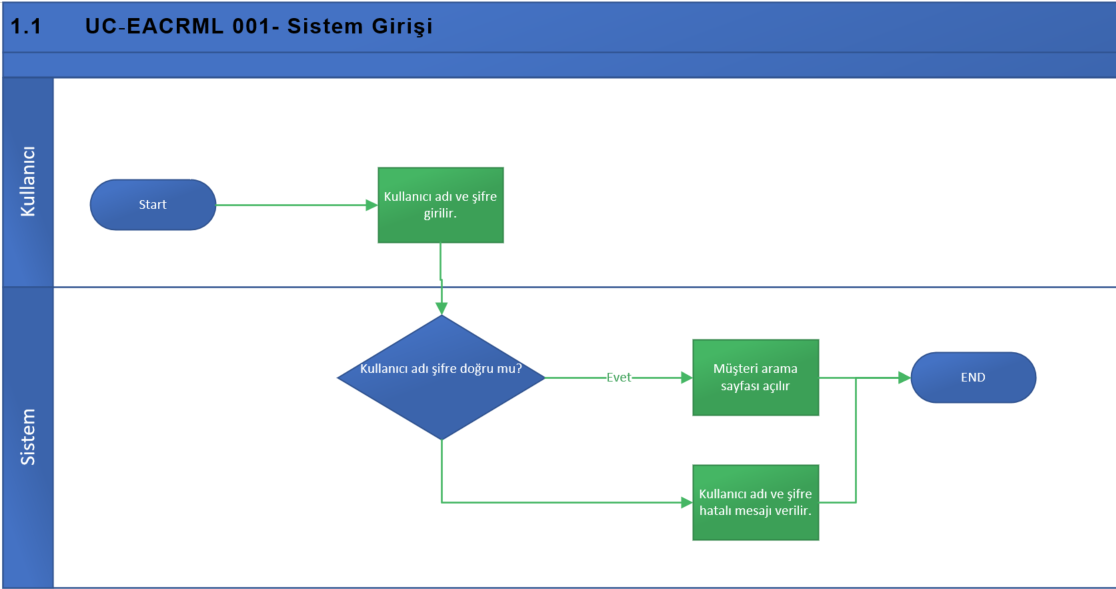 1.1 UC-EACRML 001- Sistem Girişi
Kullanıcı
Start
Kullanıcı adı ve şifre
girilir.
Sistem
Kullanıcı adı şifre doğru mu?
Evet
Müşteri arama
sayfası açılır
END
Kullanıcı adı ve şifre
hatalı mesajı verilir.